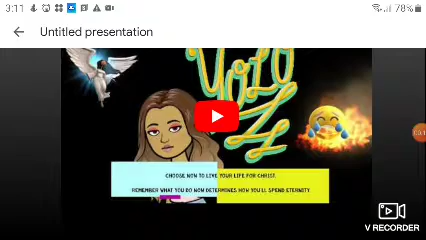 3:11
78%
Untitled presentation
YOLO
CHOOSE NOW TO LIVE YOUR LIFE FOR CHRIST.
REMEMBER WHAT YOU DO NOW DETERMINES HOW YOU'LL SPEND ETERNITY
V RECORDER